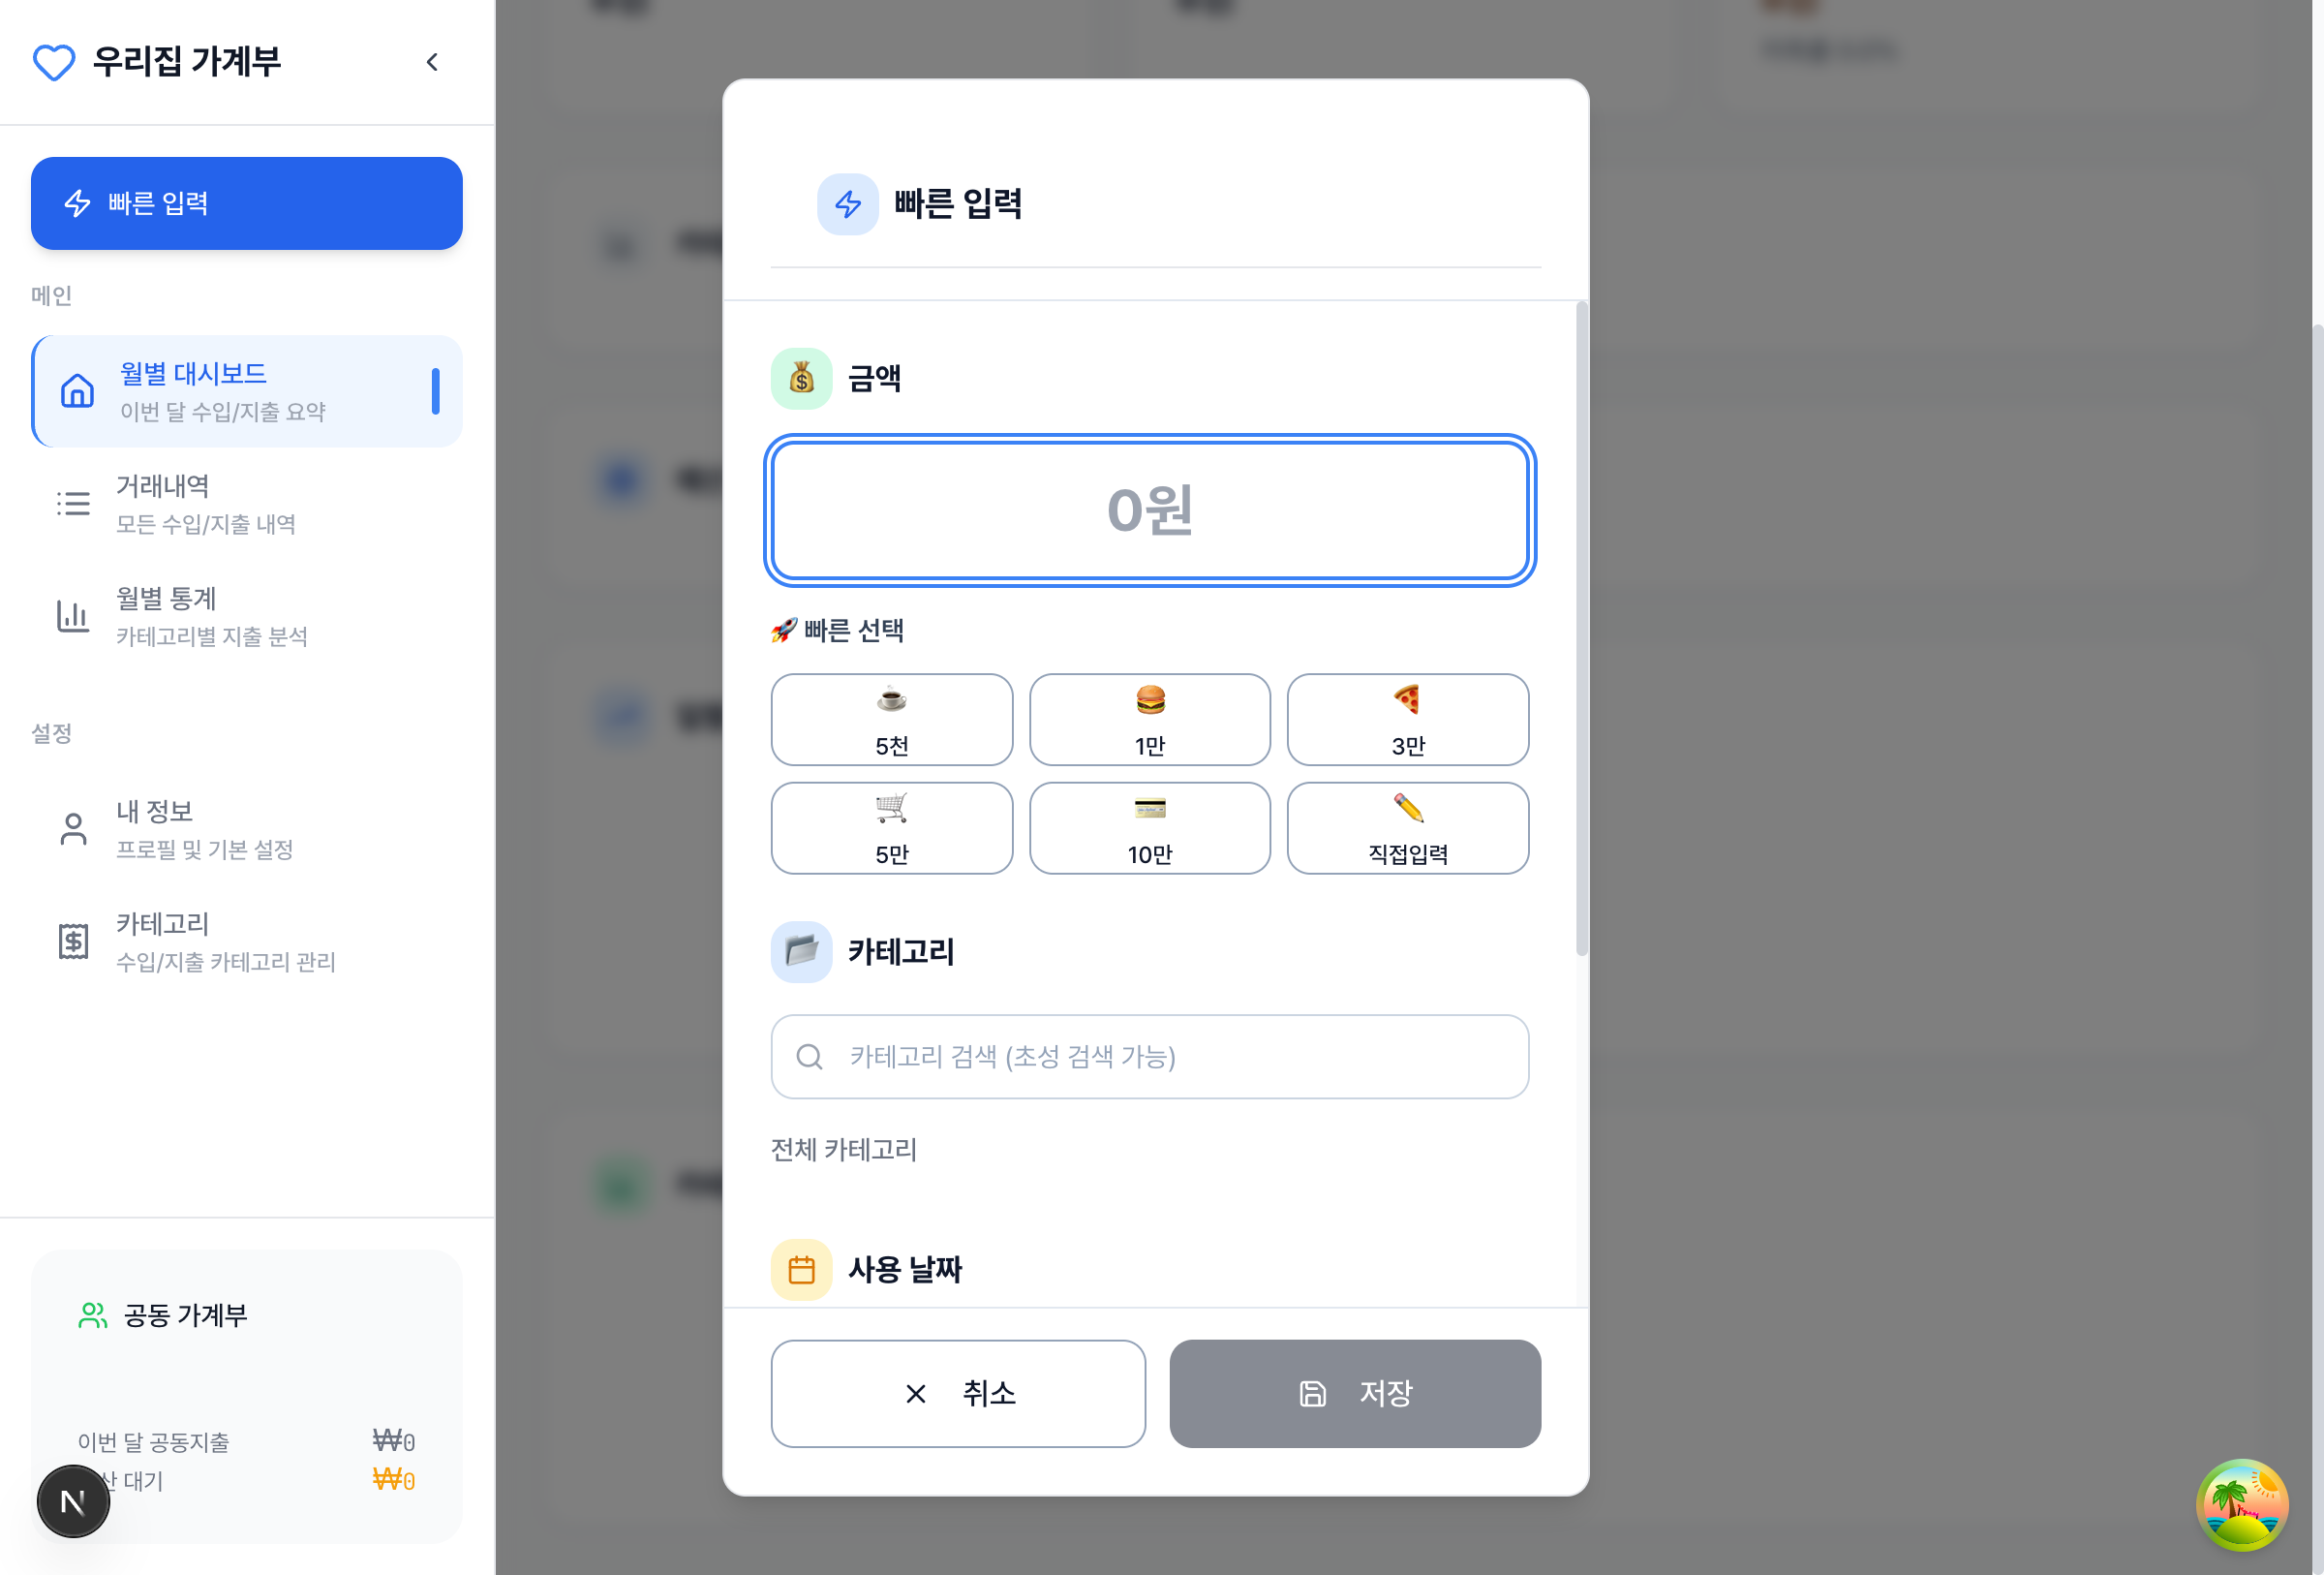 우리집 가계부
빠른 입력
메인
월별 대시보드
이번 달 수입/지출 요약
거래내역
모든 수입/지출 내역
월별 통계
카테고리별 지출 분석
설정
내 정보
프로필 및 기본 설정
카테고리
수입/지출 카테고리 관리
공동 가계부
이번 달 공동지출 ₩0
대기 ₩0
N
빠른 입력
금액
0원
🚀 빠른 선택
5천
1만
3만
5만
10만
직접입력
카테고리
카테고리 검색 (초성 검색 가능)
전체 카테고리
사용 날짜
취소
저장